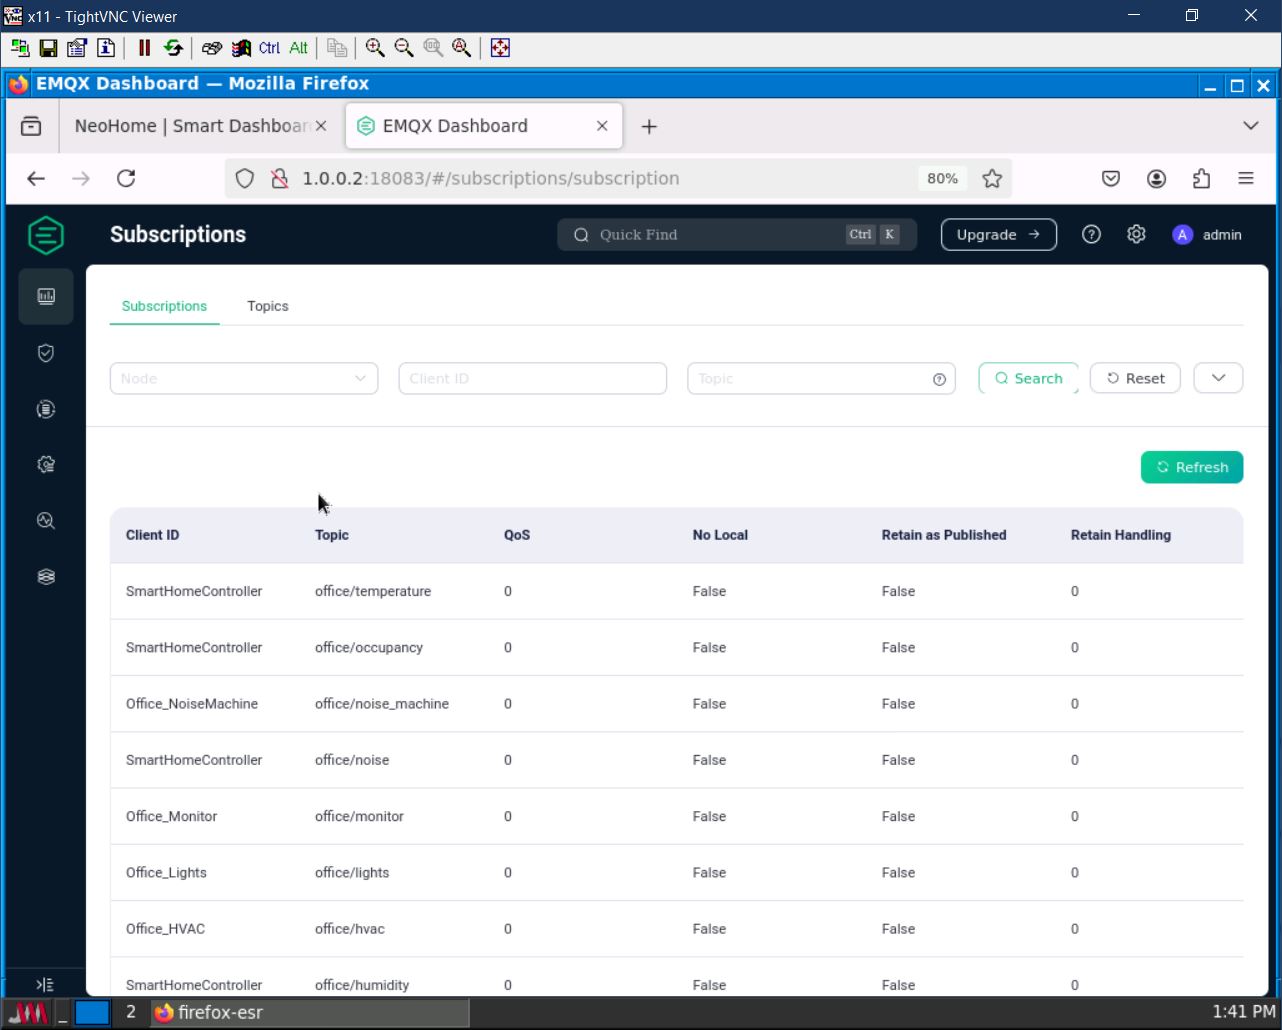 x11 - TightVNC Viewer
Ctrl Alt
EMQX Dashboard — Mozilla Firefox
NeoHome | Smart Dashboar
EMQX Dashboard
1.0.0.2:18083/#/subscriptions/subscription
80%
Subscriptions
Quick Find
Ctrl K
Upgrade
A admin
Subscriptions Topics
Node Client ID Topic Search Reset
Refresh
Client ID Topic QoS No Local Retain as Published Retain Handling
SmartHomeController office/temperature 0 False False 0
SmartHomeController office/occupancy 0 False False 0
Office_NoiseMachine office/noise_machine 0 False False 0
SmartHomeController office/noise 0 False False 0
Office_Monitor office/monitor 0 False False 0
Office_Lights office/lights 0 False False 0
Office_HVAC office/hvac 0 False False 0
SmartHomeController office/humidity 0 False False 0
2 firefox-esr 1:41 PM